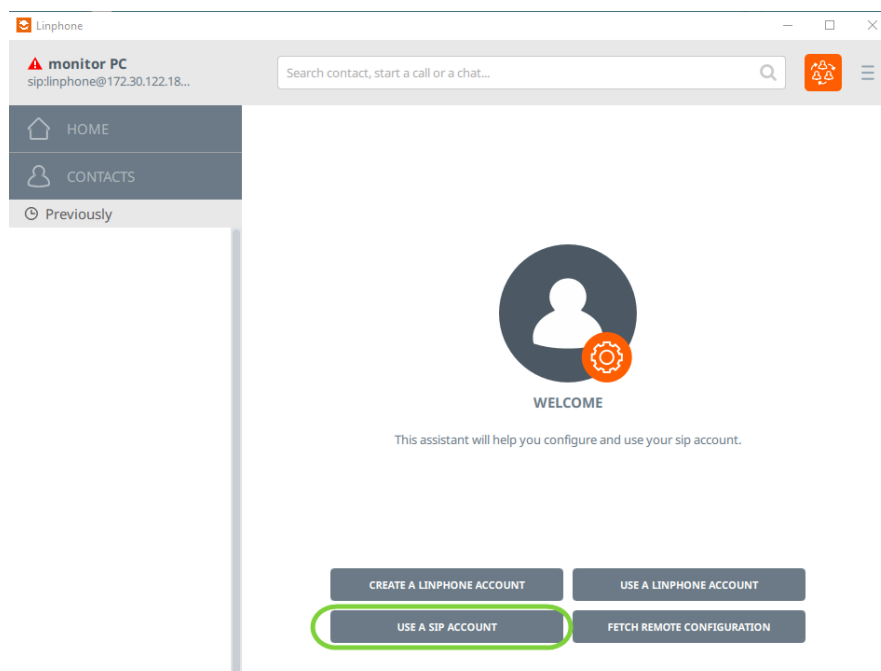 Linphone
monitor PC
sip:linphone@172.30.122.18...
Search contact, start a call or a chat...
HOME
CONTACTS
Previously
WELCOME
This assistant will help you configure and use your sip account.
CREATE A LINPHONE ACCOUNT
USE A LINPHONE ACCOUNT
USE A SIP ACCOUNT
FETCH REMOTE CONFIGURATION